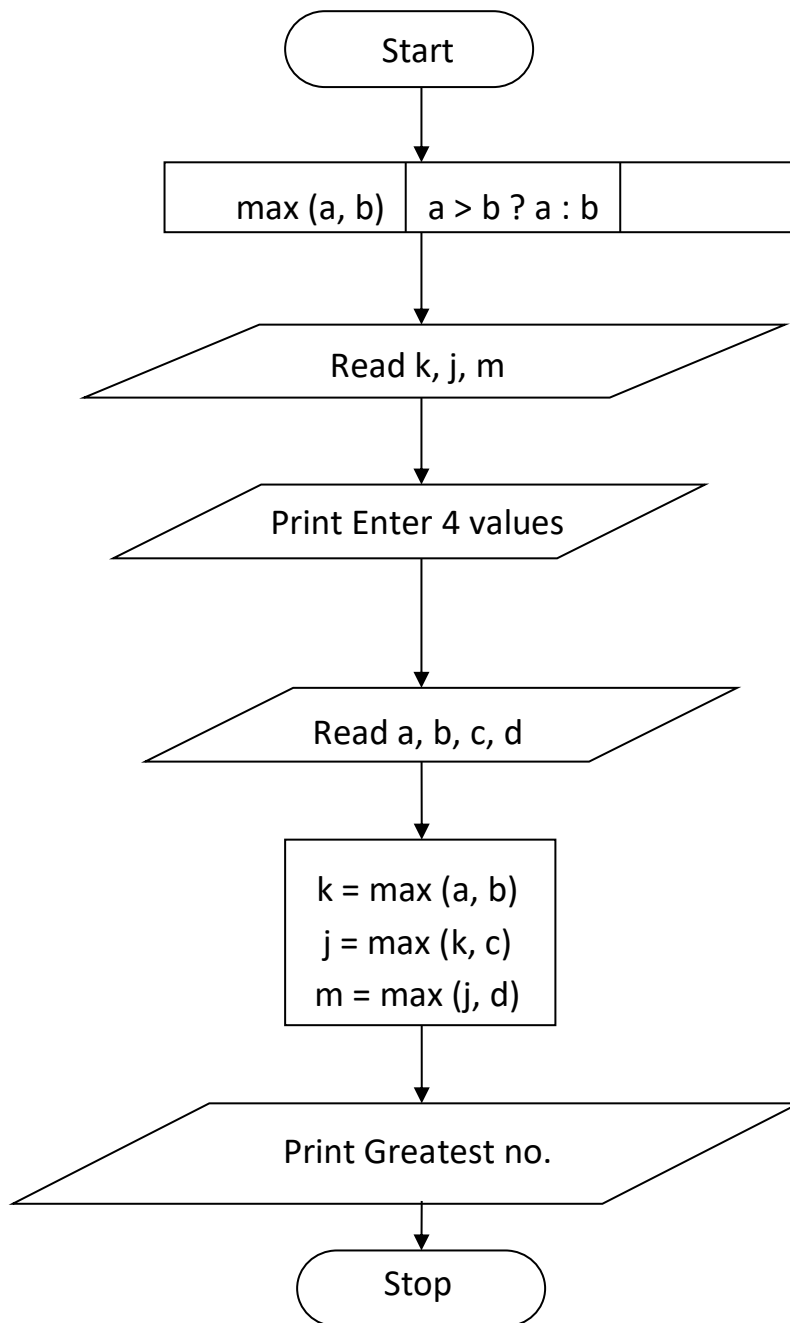 Start
max (a, b) a > b ? a : b
Read k, j, m
Print Enter 4 values
Read a, b, c, d
k = max (a, b)
j = max (k, c)
m = max (j, d)
Print Greatest no.
Stop